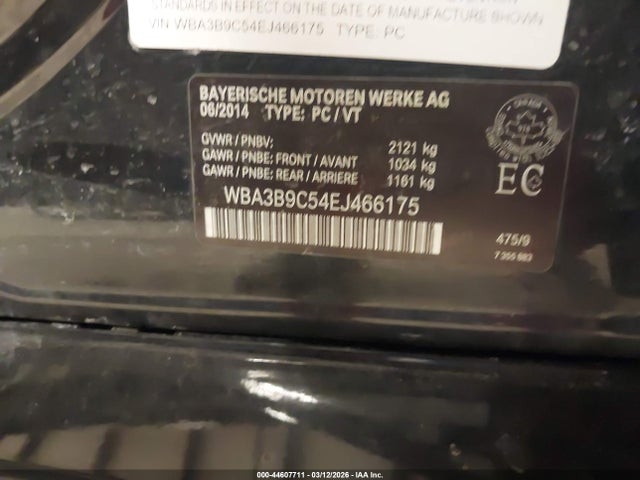 STANDARDS IN EFFECT ON THE DATE OF MANUFACTURE SHOWN
VIN WBA3B9C54EJ466175 TYPE: PC
BAYERISCHE MOTOREN WERKE AG
06/2014 TYPE: PC / VT
GVWR / PNBV: 2121 kg
GAWR / PNBE: FRONT / AVANT 1034 kg
GAWR / PNBE: REAR / ARRIERE 1161 kg
WBA3B9C54EJ466175
EC
475/9
7 355 883
000-44607711 - 03/12/2026 - IAA Inc.